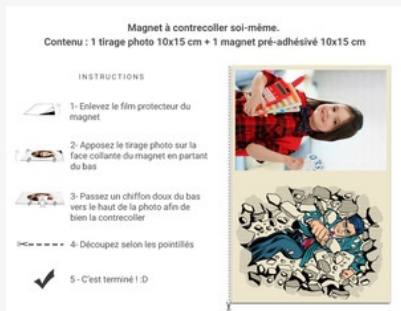 Magnet à contrecoller soi-même.
Contenu : 1 tirage photo 10x15 cm + 1 magnet pré-adhésivé 10x15 cm
INSTRUCTIONS
1- Enlevez le film protecteur du
magnet
2- Apposez le tirage photo sur la
face collante du magnet en partant
du bas
3- Passez un chiffon doux du bas
vers le haut de la photo afin de
bien la contrecoller
4- Découpez selon les pointillés
5 - C'est terminé ! :D